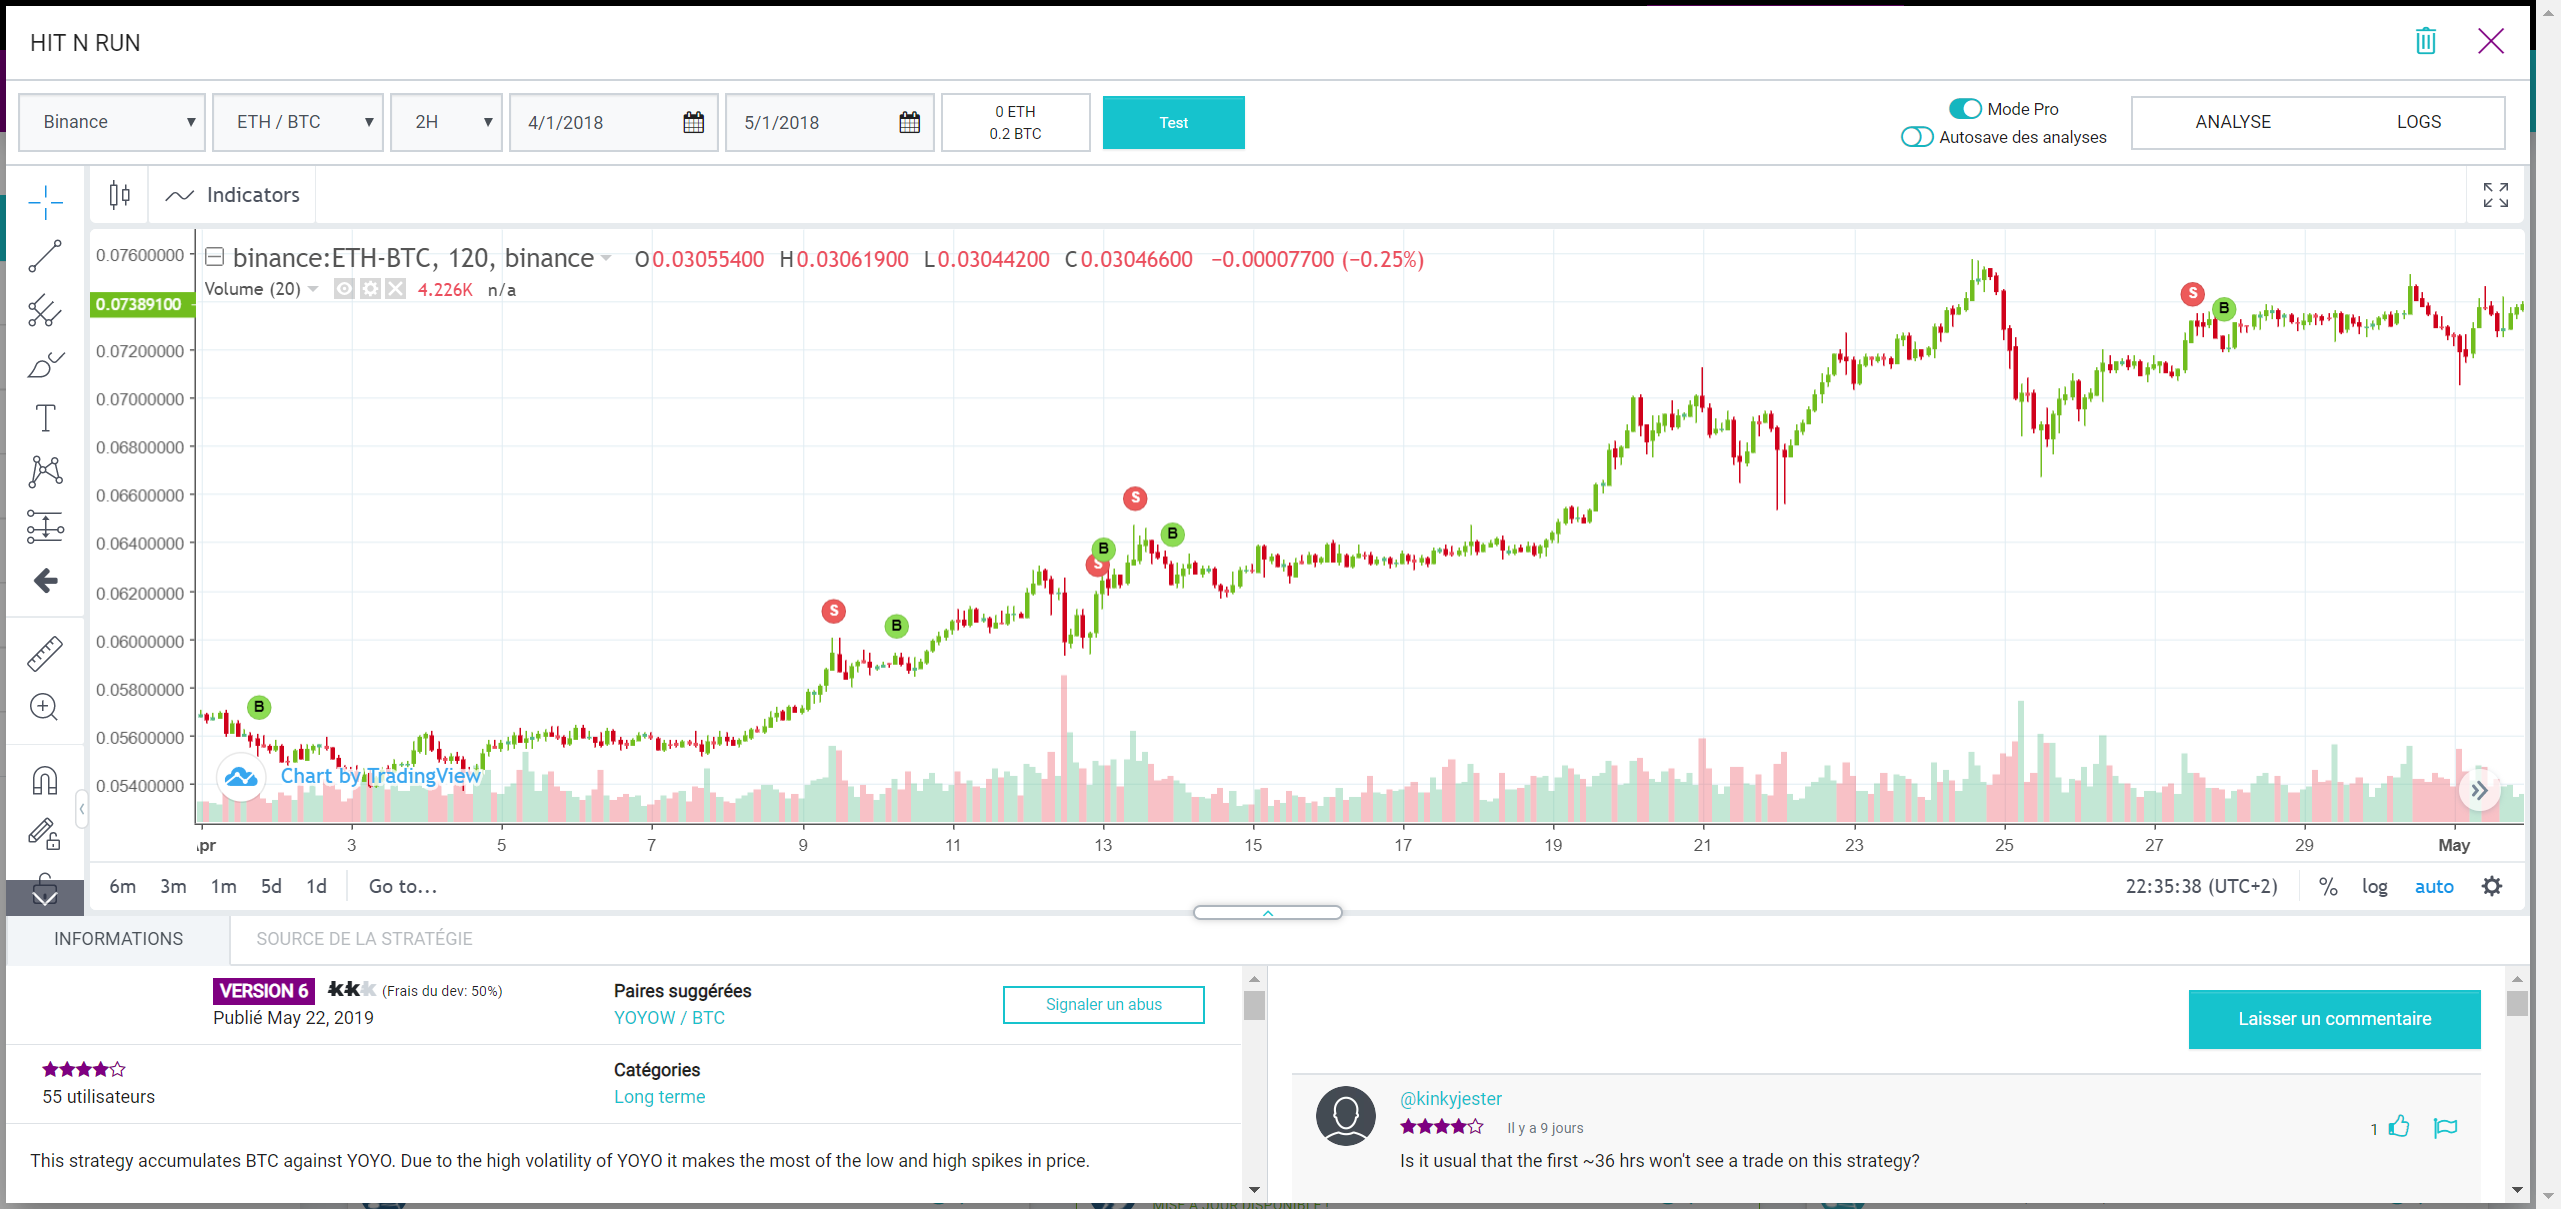 HIT N RUN
Binance ETH / BTC 2H 4/1/2018 5/1/2018
0 ETH
0.2 BTC
Test
Mode Pro
Autosave des analyses
ANALYSE LOGS
Indicators
binance:ETH-BTC, 120, binance O0.03055400 H0.03061900 L0.03044200 C0.03046600 −0.00007700 (−0.25%)
Volume (20) 4.226K n/a
0.07600000
0.07389100
0.07200000
0.07000000
0.06800000
0.06600000
0.06400000
0.06200000
0.06000000
0.05800000
0.05600000
0.05400000
B
S
B
S
B
S
B
S
B
Chart by TradingView
3 5 7 9 11 13 15 17 19 21 23 25 27 29 May
6m 3m 1m 5d 1d Go to...
22:35:38 (UTC+2) % log auto
INFORMATIONS SOURCE DE LA STRATÉGIE
VERSION 6 (Frais du dev: 50%)
Publié May 22, 2019
Paires suggérées
YOYOW / BTC
Signaler un abus
55 utilisateurs
Catégories
Long terme
This strategy accumulates BTC against YOYO. Due to the high volatility of YOYO it makes the most of the low and high spikes in price.
Laisser un commentaire
@kinkyjester
Il y a 9 jours
1
Is it usual that the first ~36 hrs won't see a trade on this strategy?